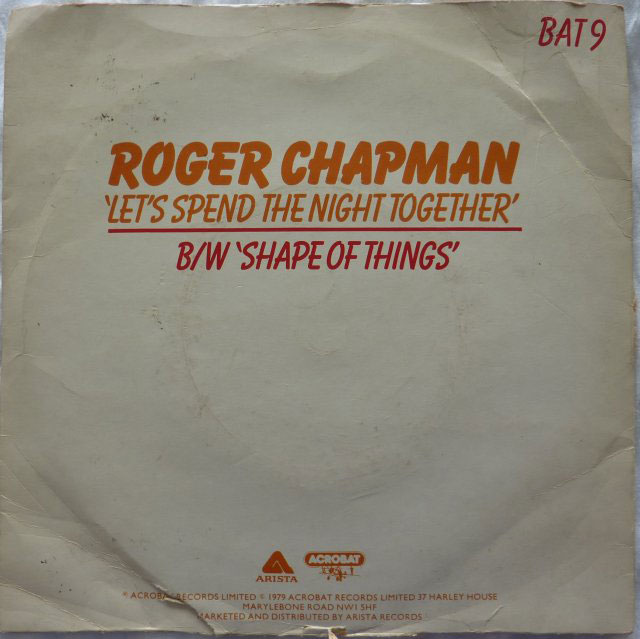 BAT 9
ROGER CHAPMAN
'LET'S SPEND THE NIGHT TOGETHER'
B/W 'SHAPE OF THINGS'
ARISTA
ACROBAT
℗ ACROBAT RECORDS LIMITED © 1979 ACROBAT RECORDS LIMITED 37 HARLEY HOUSE
MARYLEBONE ROAD NW1 5HF
MARKETED AND DISTRIBUTED BY ARISTA RECORDS